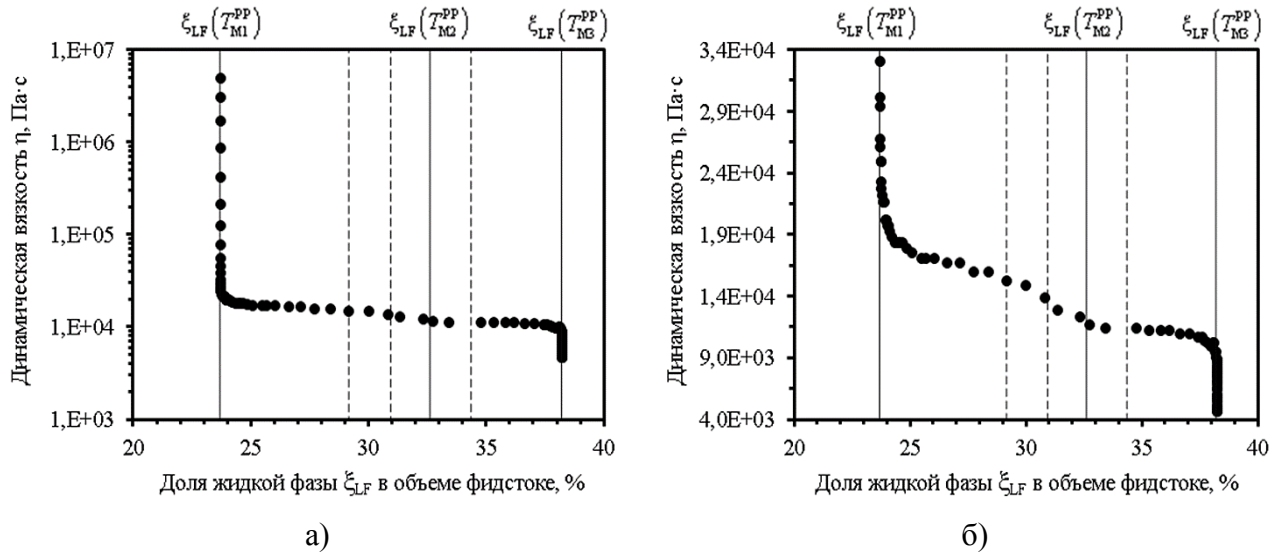 ξLF(TM1PP) ξLF(TM2PP) ξLF(TM3PP)
1,E+07
1,E+06
1,E+05
1,E+04
1,E+03
Динамическая вязкость η, Па·с
20 25 30 35 40
Доля жидкой фазы ξLF в объеме фидстоке, %
а)
ξLF(TM1PP) ξLF(TM2PP) ξLF(TM3PP)
3,4E+04
2,9E+04
2,4E+04
1,9E+04
1,4E+04
9,0E+03
4,0E+03
Динамическая вязкость η, Па·с
20 25 30 35 40
Доля жидкой фазы ξLF в объеме фидстоке, %
б)